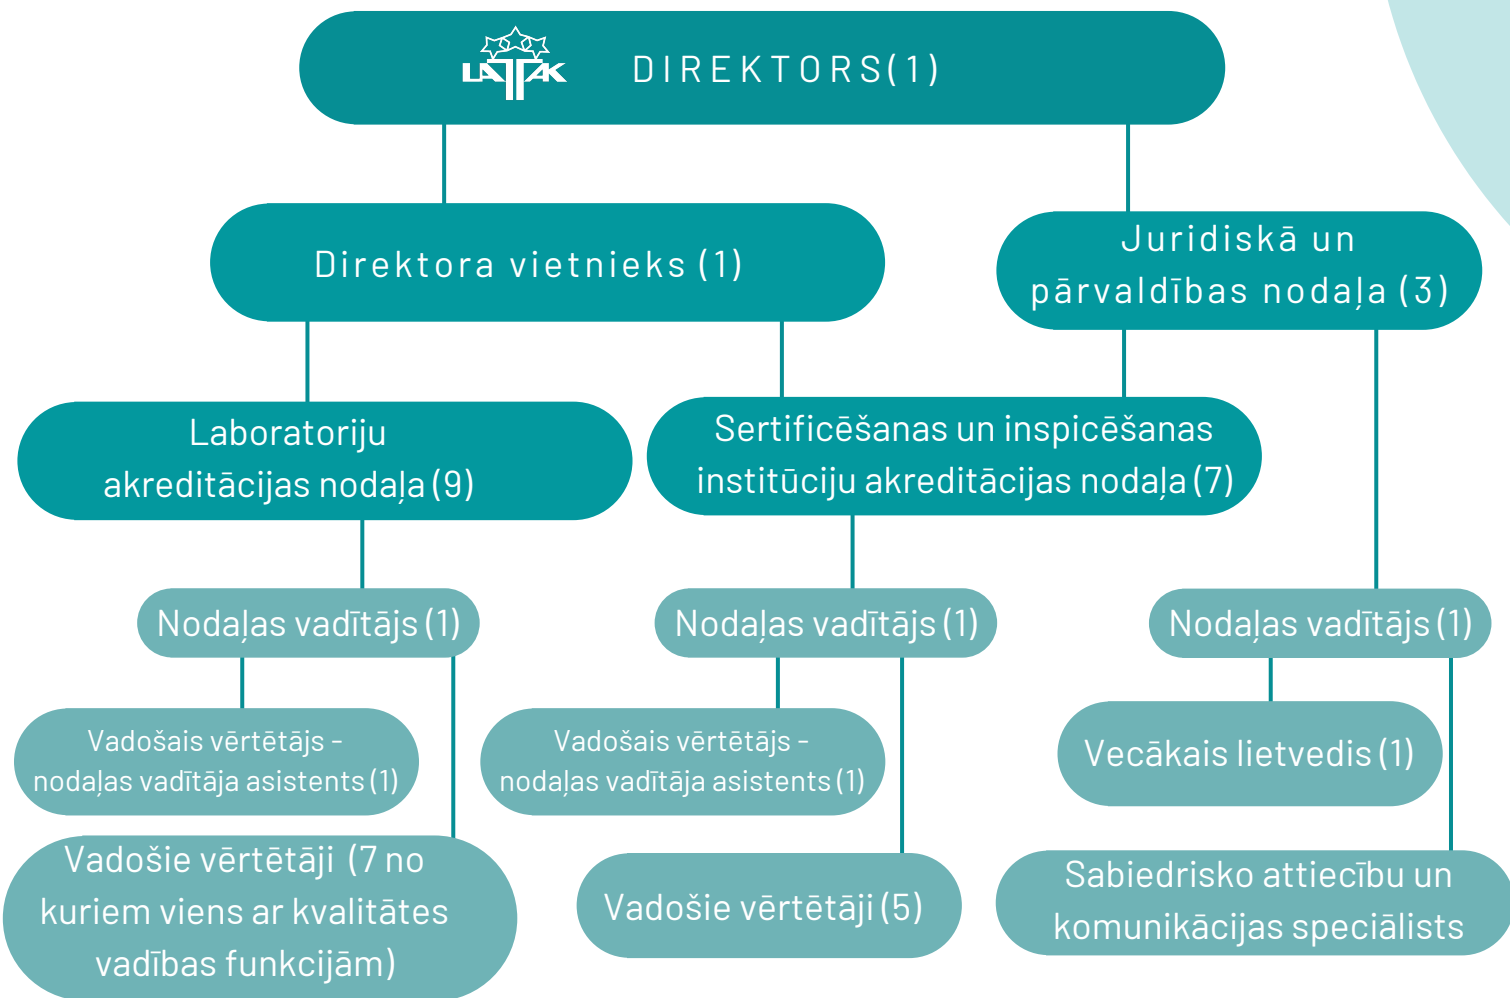 LATAK
DIREKTORS(1)
Direktora vietnieks (1)
Juridiskā un
pārvaldības nodaļa (3)
Laboratoriju
akreditācijas nodaļa (9)
Sertificēšanas un inspicēšanas
institūciju akreditācijas nodaļa (7)
Nodaļas vadītājs (1)
Nodaļas vadītājs (1)
Nodaļas vadītājs (1)
Vadošais vērtētājs -
nodaļas vadītāja asistents (1)
Vadošais vērtētājs -
nodaļas vadītāja asistents (1)
Vecākais lietvedis (1)
Vadošie vērtētāji (7 no
kuriem viens ar kvalitātes
vadības funkcijām)
Vadošie vērtētāji (5)
Sabiedrisko attiecību un
komunikācijas speciālists